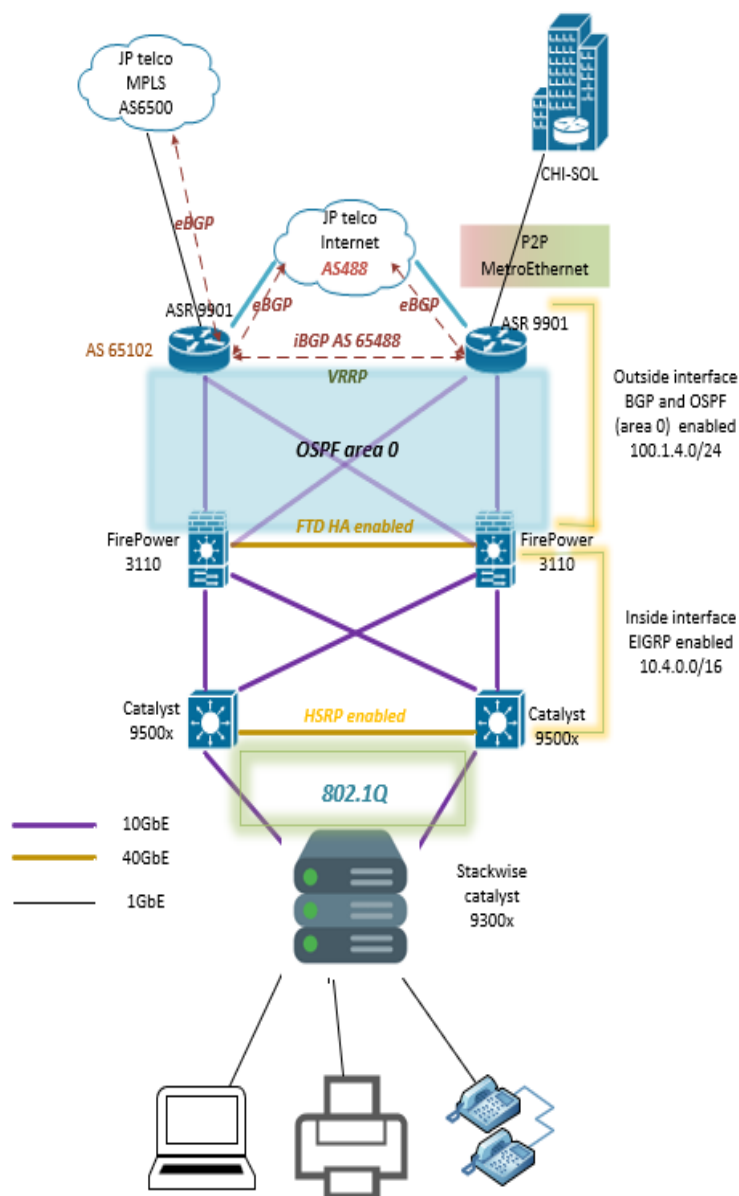 JP telco
MPLS
AS6500
CHI-SOL
eBGP
JP telco
Internet
AS488
P2P
MetroEthernet
eBGP
eBGP
ASR 9901
ASR 9901
AS 65102
iBGP AS 65488
VRRP
Outside interface
BGP and OSPF
(area 0) enabled
100.1.4.0/24
OSPF area 0
FTD HA enabled
FirePower
3110
FirePower
3110
Inside interface
EIGRP enabled
10.4.0.0/16
Catalyst
9500x
HSRP enabled
Catalyst
9500x
802.1Q
10GbE
40GbE
1GbE
Stackwise
catalyst
9300x